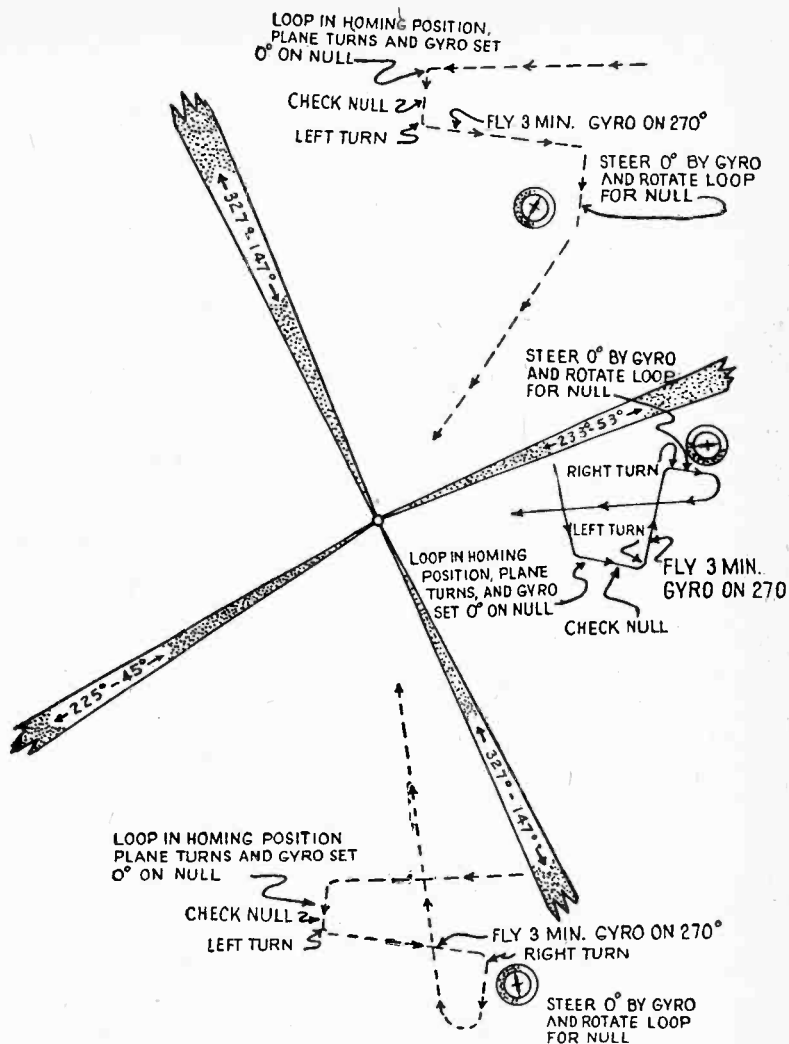 LOOP IN HOMING POSITION,
PLANE TURNS AND GYRO SET
0° ON NULL
CHECK NULL
LEFT TURN
FLY 3 MIN. GYRO ON 270°
STEER 0° BY GYRO
AND ROTATE LOOP
FOR NULL
327°-147°
STEER 0° BY GYRO
AND ROTATE LOOP
FOR NULL
233°-53°
RIGHT TURN
LEFT TURN
LOOP IN HOMING
POSITION, PLANE
TURNS, AND GYRO
SET 0° ON NULL
FLY 3 MIN.
GYRO ON 270
CHECK NULL
225°-45°
327°-147°
LOOP IN HOMING POSITION
PLANE TURNS AND GYRO SET
0° ON NULL
CHECK NULL
LEFT TURN
FLY 3 MIN. GYRO ON 270°
RIGHT TURN
STEER 0° BY GYRO
AND ROTATE LOOP
FOR NULL